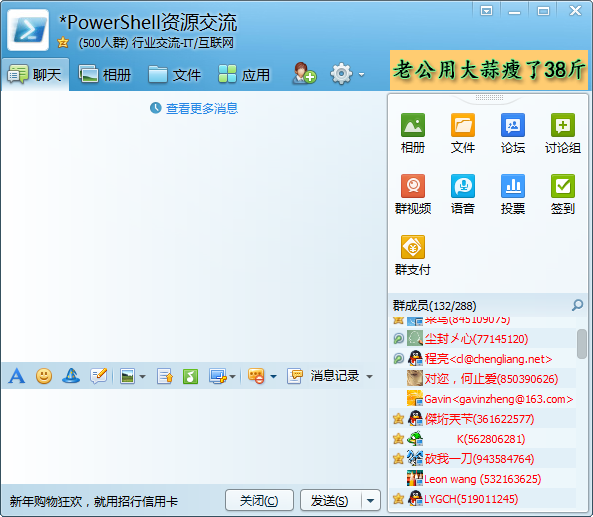 *PowerShell资源交流
(500人群) 行业交流-IT/互联网
聊天 相册 文件 应用
老公用大蒜瘦了38斤
查看更多消息
相册 文件 论坛 讨论组
群视频 语音 投票 签到
群支付
群成员(132/288)
菜鸟(845109075)
尘封メ心(77145120)
程亮<cl@chengliang.net>
对迩，何止爱(850390626)
Gavin<gavinzheng@163.com>
傑珩天芐(361622577)
K(562806281)
砍我一刀(943584764)
Leon wang (532163625)
LYGCH(519011245)
消息记录
新年购物狂欢，就用招行信用卡
关闭(C) 发送(S)